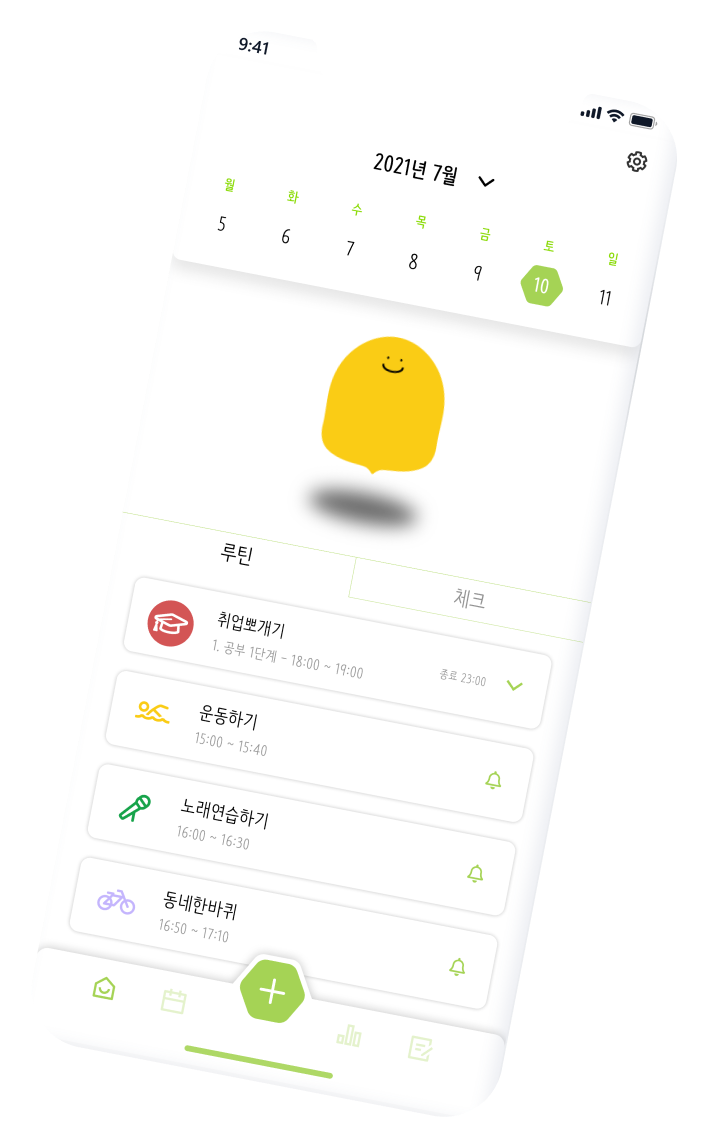 9:41
2021년 7월
월 화 수 목 금 토 일
5 6 7 8 9 10 11
루틴 체크
취업뽀개기
1. 공부 1단계 - 18:00 ~ 19:00 종료 23:00
운동하기
15:00 ~ 15:40
노래연습하기
16:00 ~ 16:30
동네한바퀴
16:50 ~ 17:10